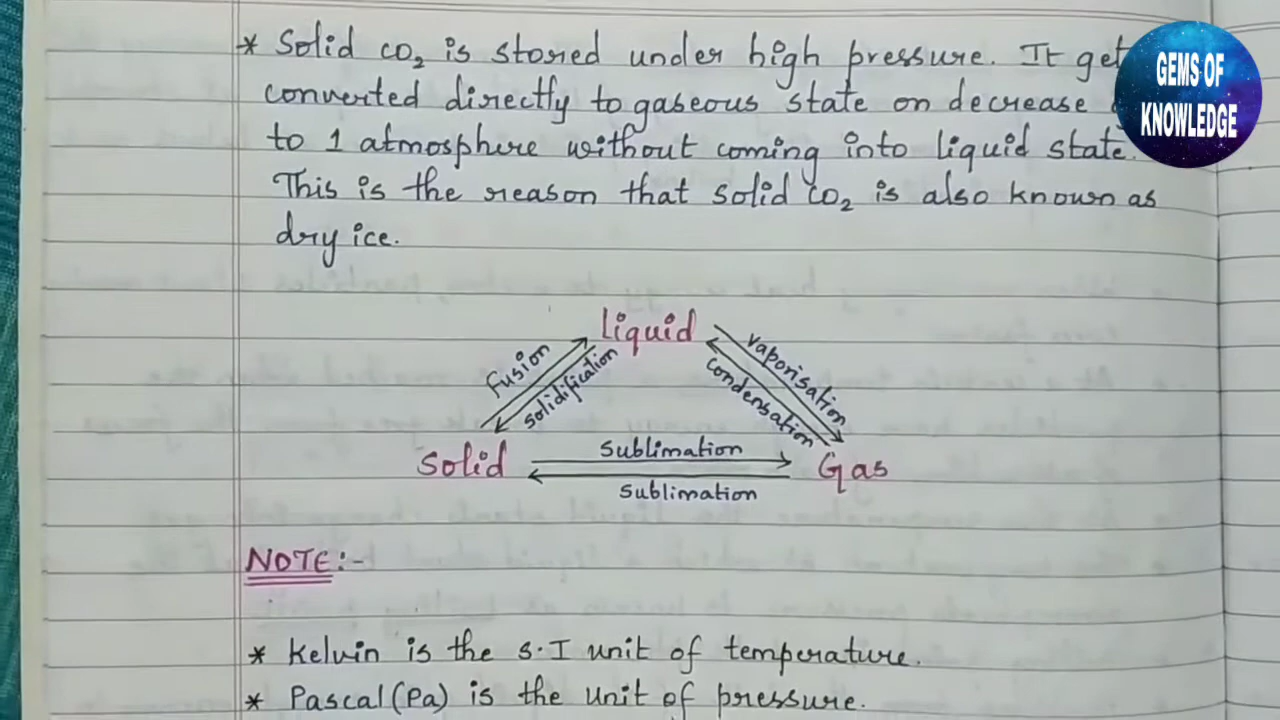 * Solid CO₂ is stored under high pressure. It get
converted directly to gaseous state on decrease
to 1 atmosphere without coming into liquid state.
This is the reason that solid CO₂ is also known as
dry ice.
GEMS OF
KNOWLEDGE
liquid
Fusion
Solidification
vaporisation
condensation
Solid
Sublimation
Gas
Sublimation
NOTE:-
* Kelvin is the S.I unit of temperature.
* Pascal (Pa) is the unit of pressure.